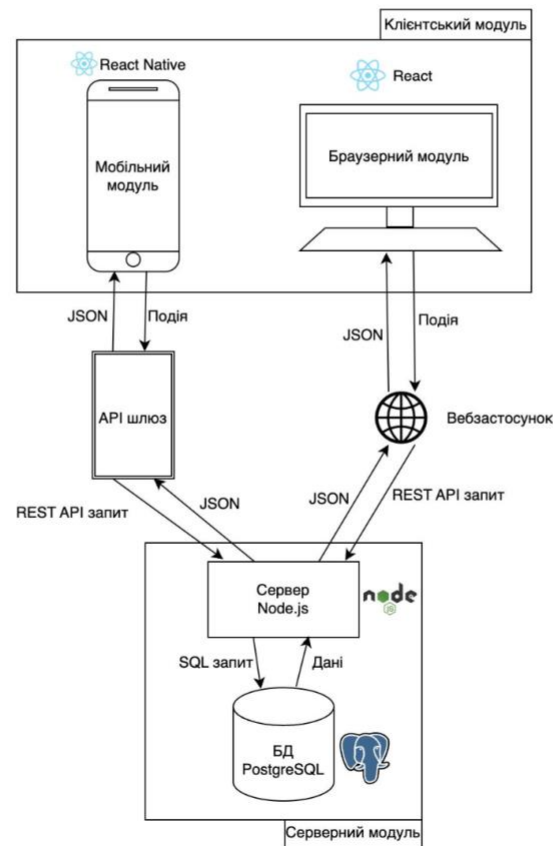 Клієнтський модуль
React Native
React
Мобільний
модуль
Браузерний модуль
JSON
Подія
JSON
Подія
API шлюз
Вебзастосунок
REST API запит
JSON
JSON
REST API запит
Сервер
Node.js
node
JS
SQL запит
Дані
БД
PostgreSQL
Серверний модуль